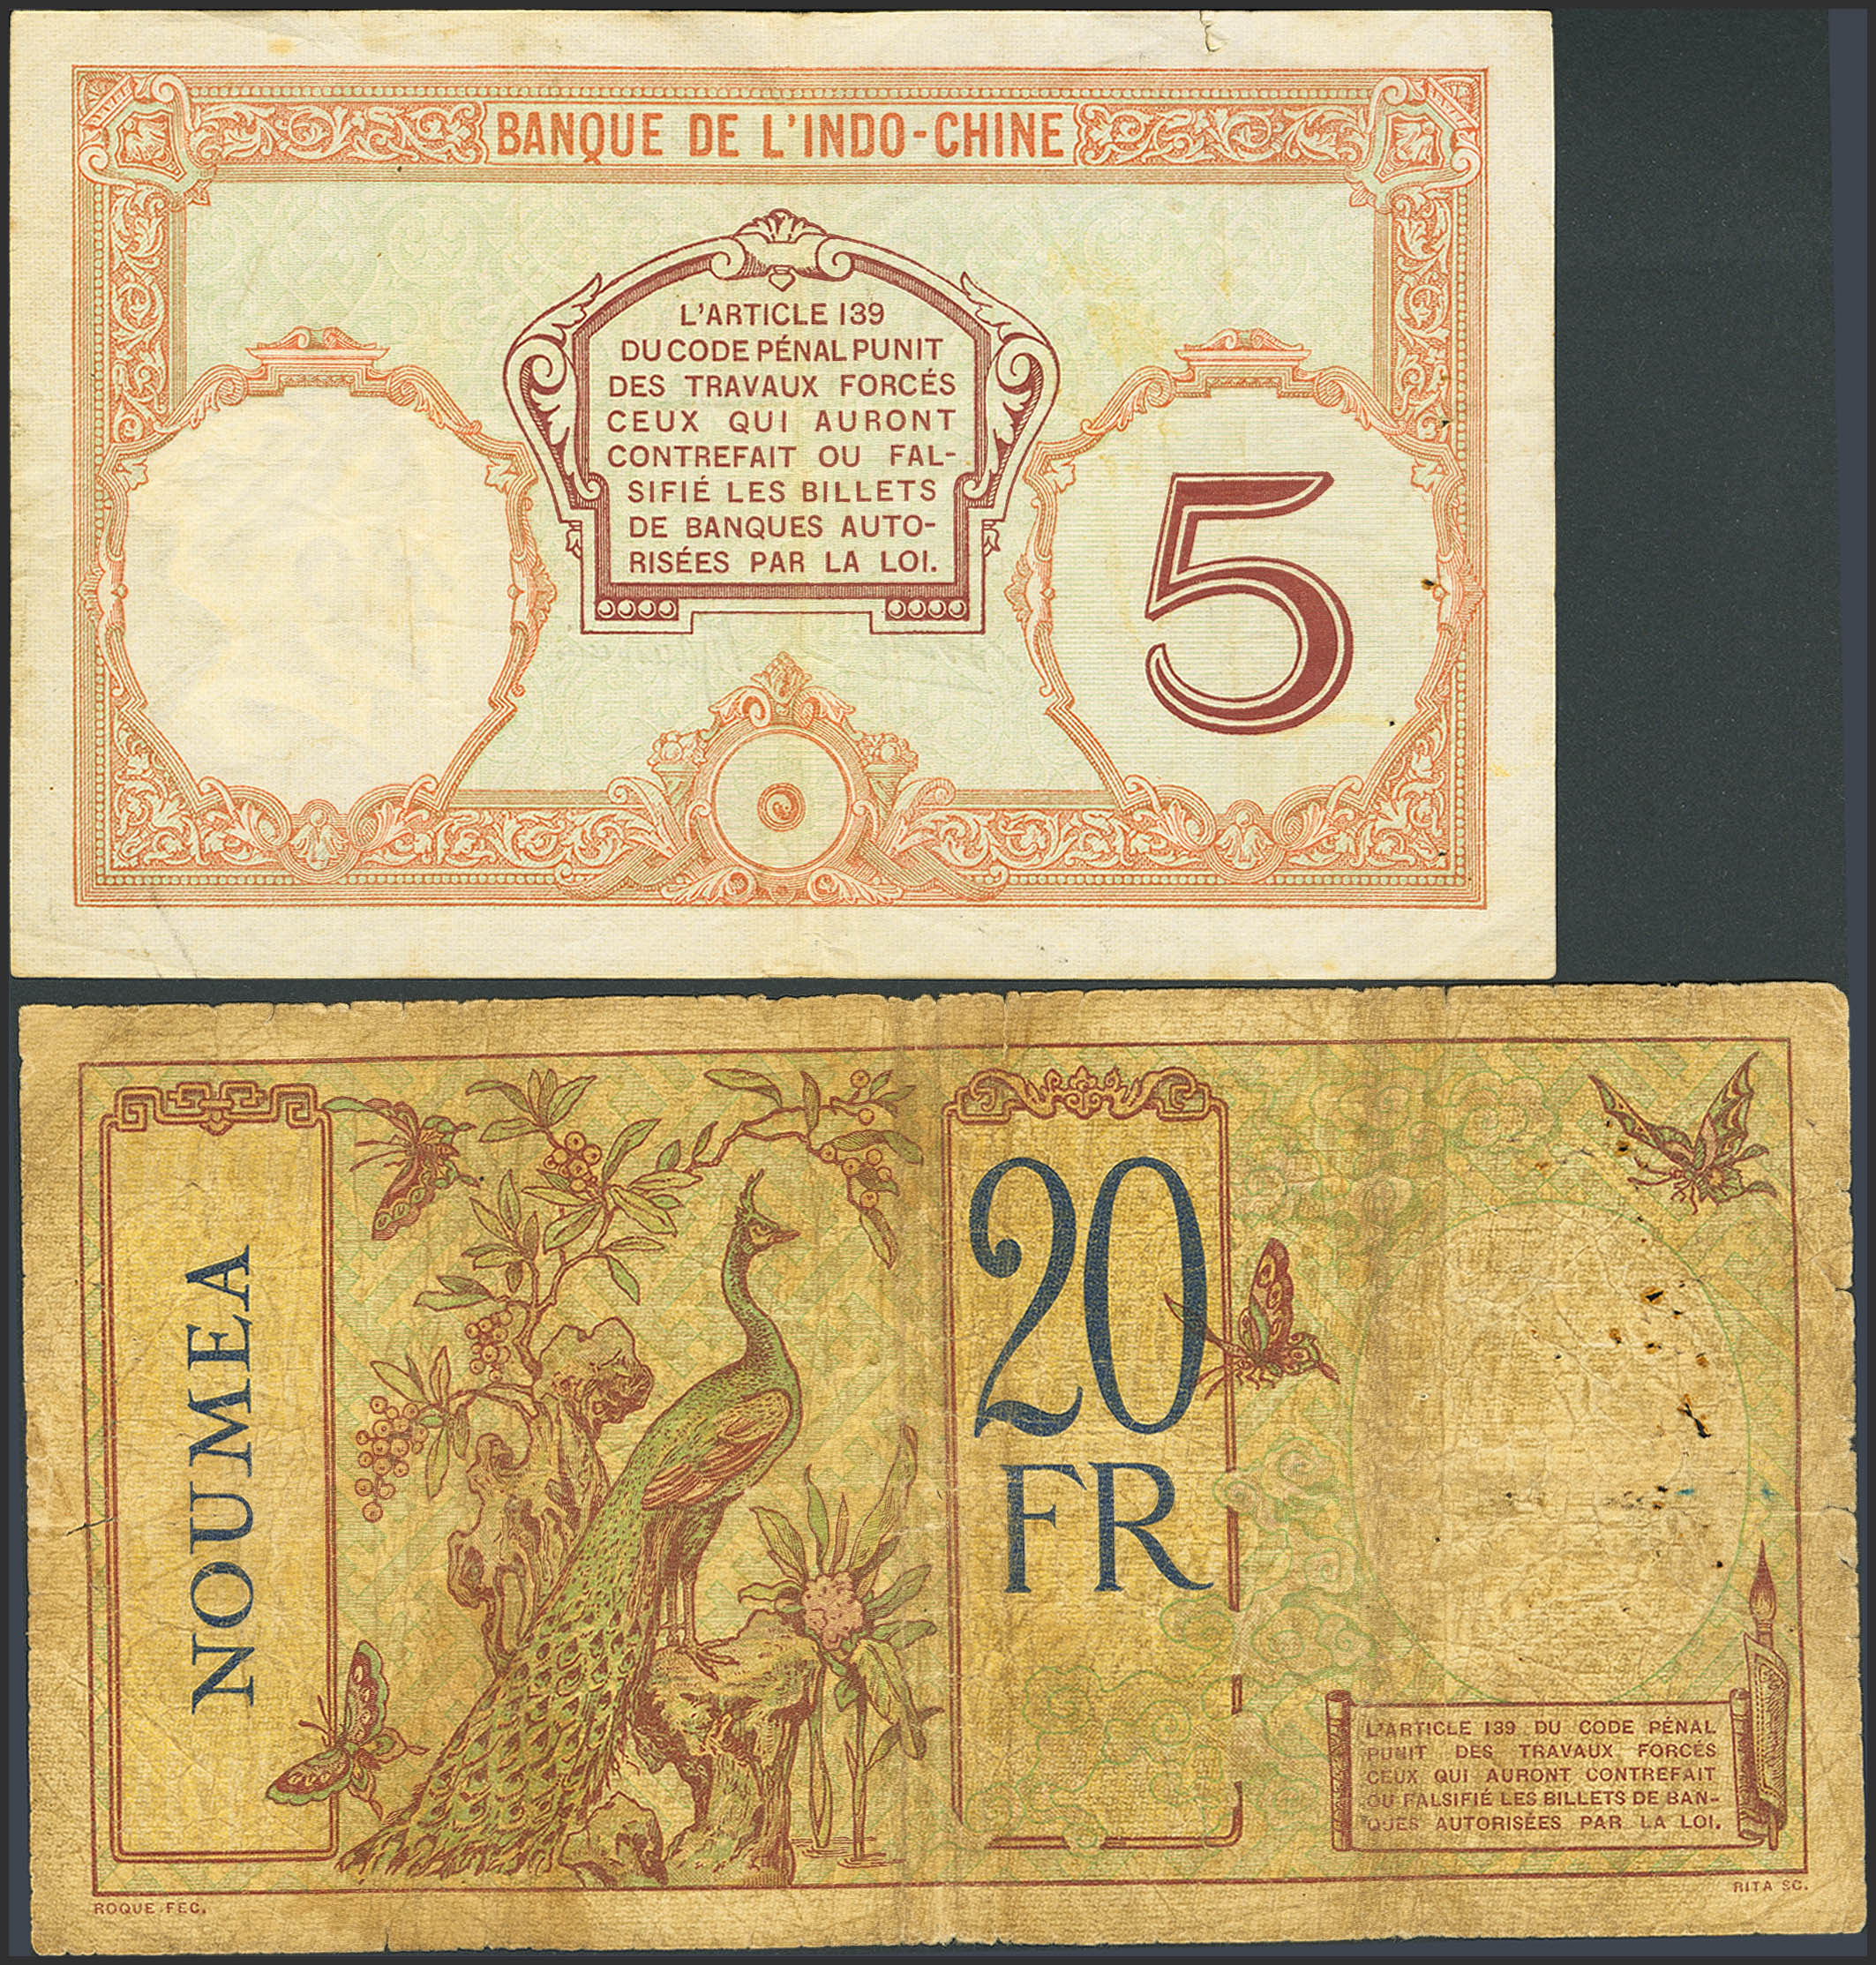 BANQUE DE L'INDO-CHINE
L'ARTICLE 139
DU CODE PÉNAL PUNIT
DES TRAVAUX FORCÉS
CEUX QUI AURONT
CONTREFAIT OU FAL-
SIFIÉ LES BILLETS
DE BANQUES AUTO-
RISÉES PAR LA LOI.
5
NOUMEA
20
FR
L'ARTICLE 139 DU CODE PÉNAL
PUNIT DES TRAVAUX FORCÉS
CEUX QUI AURONT CONTREFAIT
OU FALSIFIÉ LES BILLETS DE BAN-
QUES AUTORISÉES PAR LA LOI.
ROQUE FEC.
RITA SC.